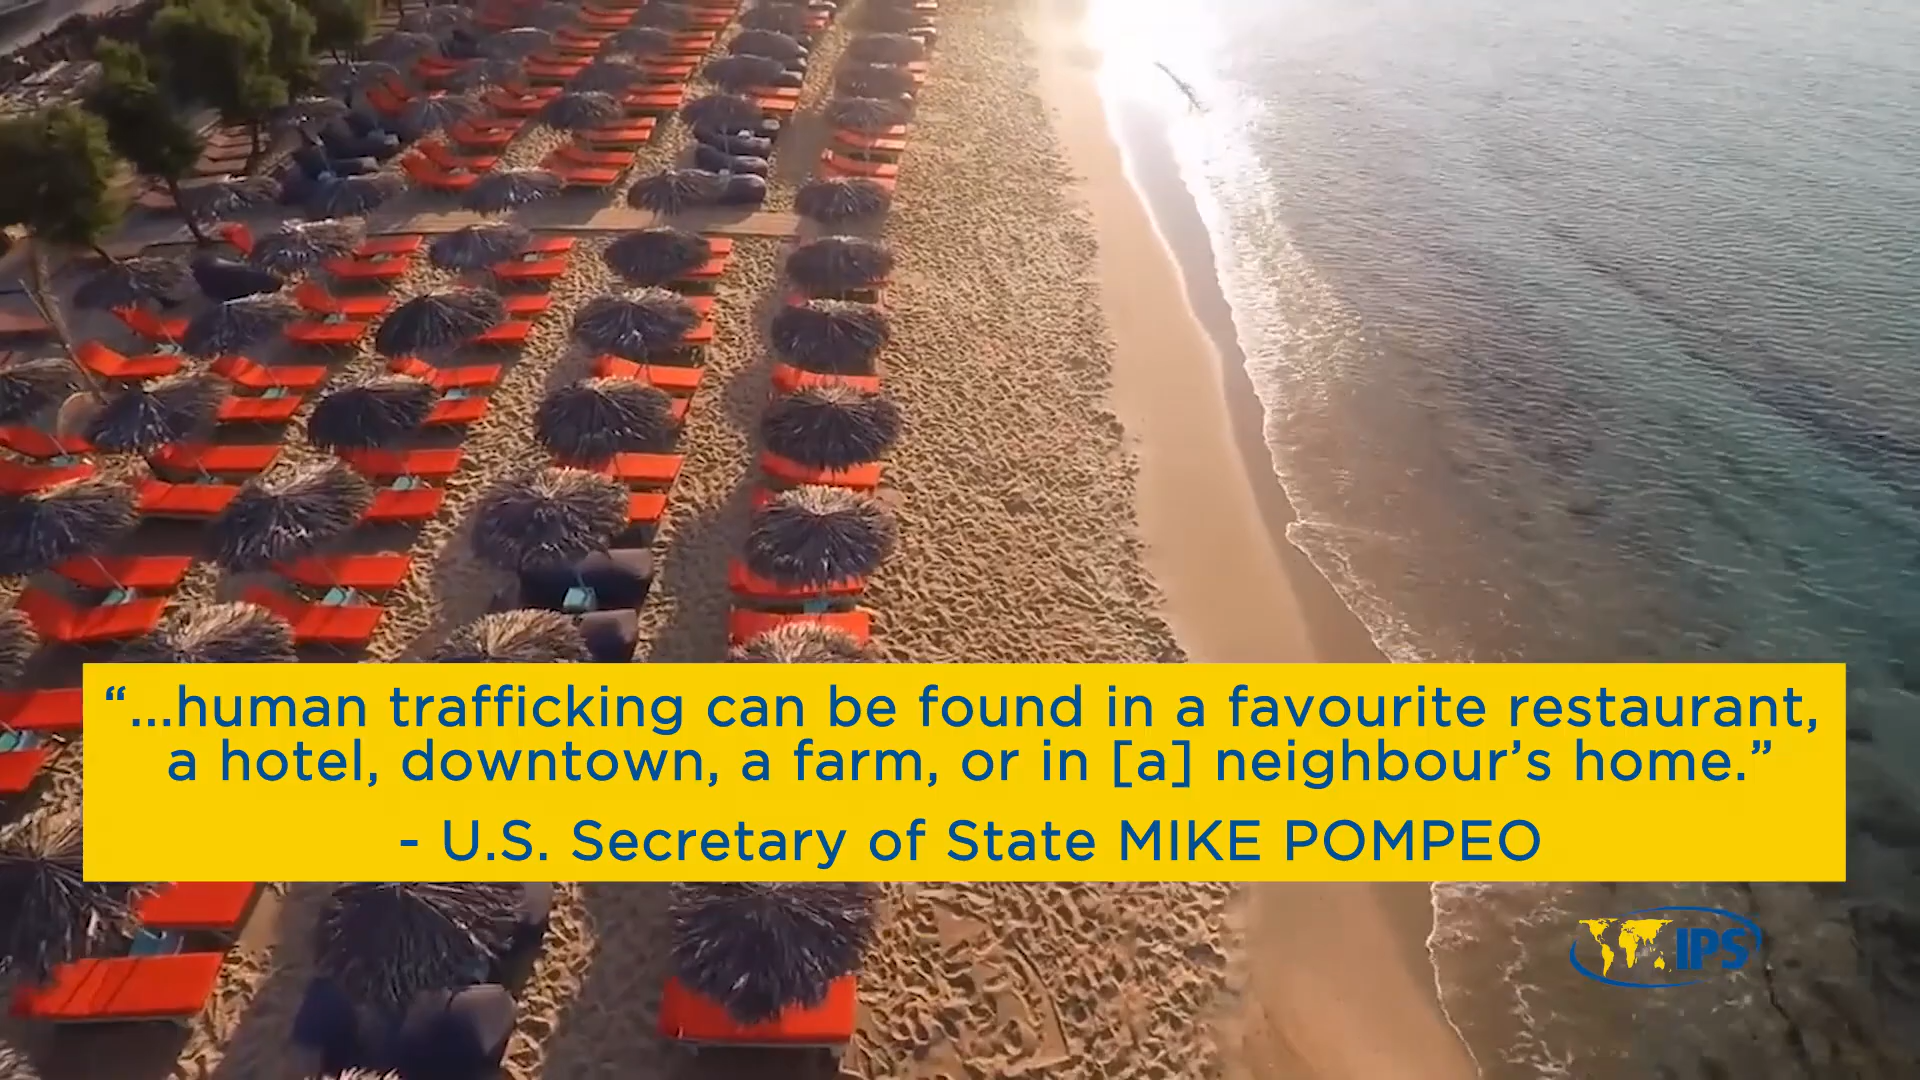 “...human trafficking can be found in a favourite restaurant,
a hotel, downtown, a farm, or in [a] neighbour’s home.”
- U.S. Secretary of State MIKE POMPEO
IPS